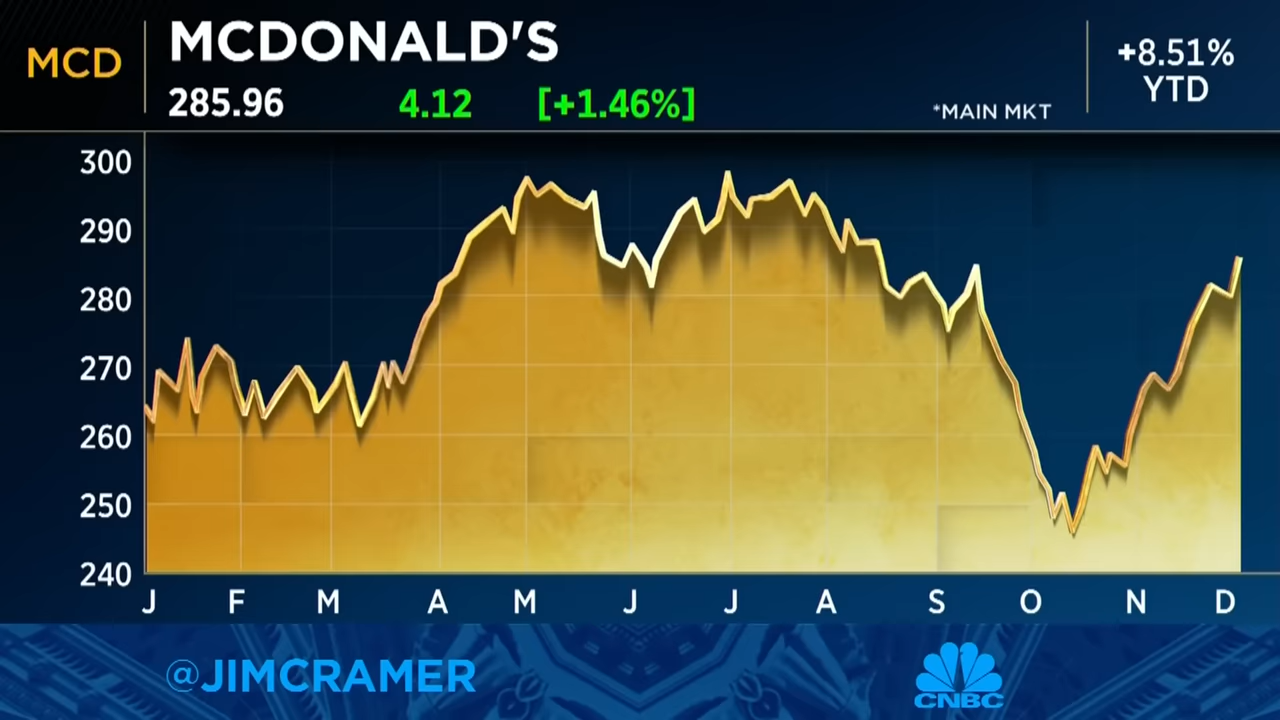 MCD
MCDONALD'S
285.96 4.12 [+1.46%]
*MAIN MKT
+8.51%
YTD
300
290
280
270
260
250
240
J F M A M J J A S O N D
@JIMCRAMER
CNBC